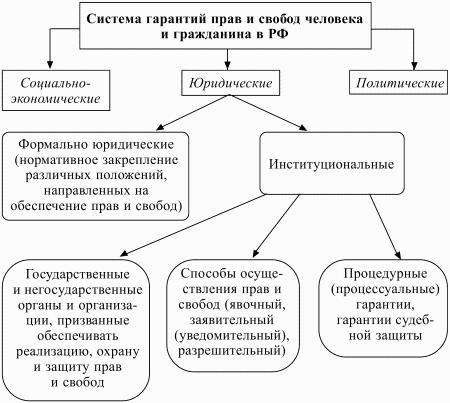 Система гарантий прав и свобод человека
и гражданина в РФ
Социально-
экономические
Юридические
Политические
Формально юридические
(нормативное закрепление
различных положений,
направленных на
обеспечение прав и свобод)
Институциональные
Государственные
и негосударственные
органы и организа-
ции, призванные
обеспечивать
реализацию, охрану
и защиту прав
и свобод
Способы осуще-
ствления прав и
свобод (явочный,
заявительный
(уведомительный),
разрешительный)
Процедурные
(процессуальные)
гарантии,
гарантии судеб-
ной защиты